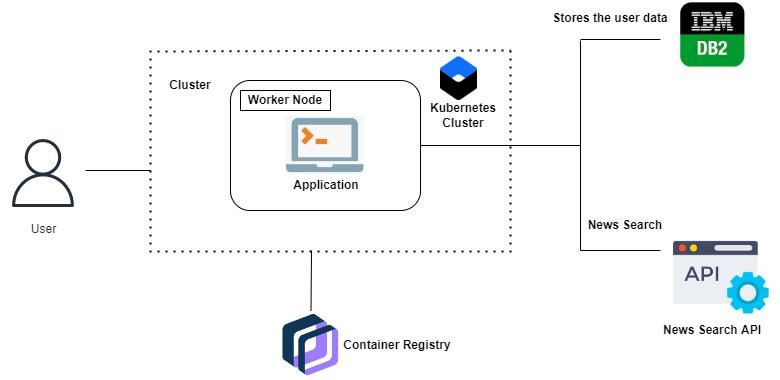 Stores the user data
IBM
DB2
Cluster
Worker Node
Kubernetes
Cluster
Application
User
News Search
API
News Search API
Container Registry